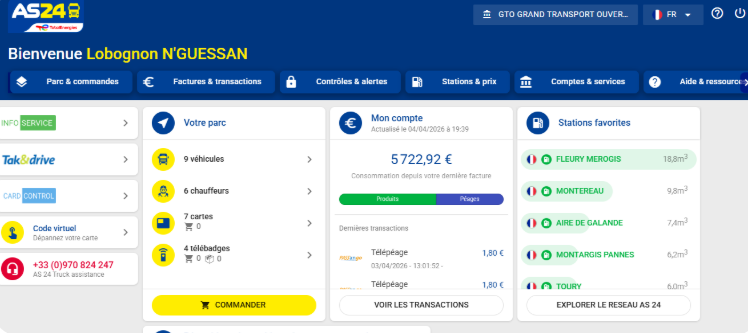 AS24
TotalEnergies
GTO GRAND TRANSPORT OUVER...
FR
Bienvenue Lobognon N'GUESSAN
Parc & commandes
Factures & transactions
Contrôles & alertes
Stations & prix
Comptes & services
Aide & ressource
INFO SERVICE
Tak&drive
CARD CONTROL
Code virtuel
Dépannez votre carte
+33 (0)970 824 247
AS 24 Truck assistance
Votre parc
9 véhicules
6 chauffeurs
7 cartes
0
4 télébadges
0 0
COMMANDER
Mon compte
Actualisé le 04/04/2026 à 19:39
5 722,92 €
Consommation depuis votre dernière facture
Produits
Péages
Dernières transactions
Télépéage 1,80 €
03/04/2026 - 13:01:52 -
Télépéage 1,80 €
VOIR LES TRANSACTIONS
Stations favorites
FLEURY MEROGIS 18,8m³
MONTEREAU 9,8m³
AIRE DE GALANDE 7,4m³
MONTARGIS PANNES 6,2m³
TOURY 6,0m³
EXPLORER LE RESEAU AS 24